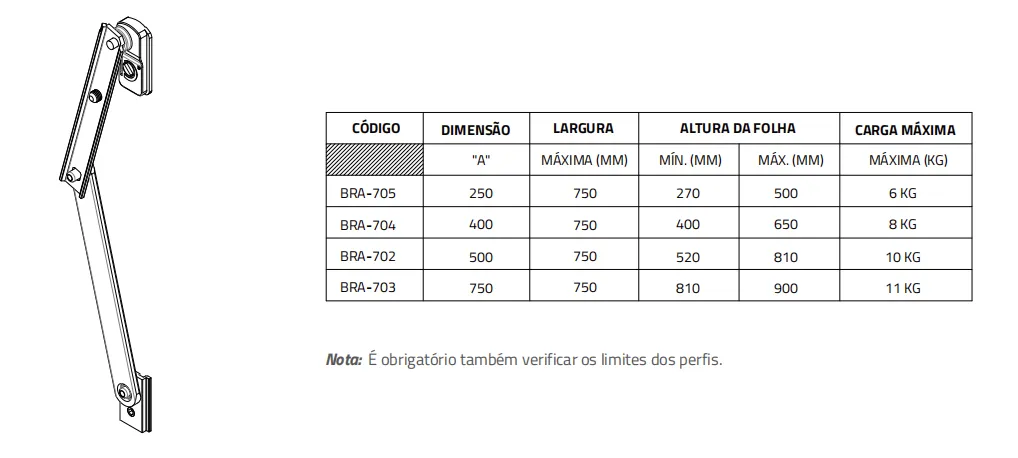 CÓDIGO DIMENSÃO LARGURA ALTURA DA FOLHA CARGA MÁXIMA
"A" MÁXIMA (MM) MÍN. (MM) MÁX. (MM) MÁXIMA (KG)
BRA-705 250 750 270 500 6 KG
BRA-704 400 750 400 650 8 KG
BRA-702 500 750 520 810 10 KG
BRA-703 750 750 810 900 11 KG
Nota: É obrigatório também verificar os limites dos perfis.